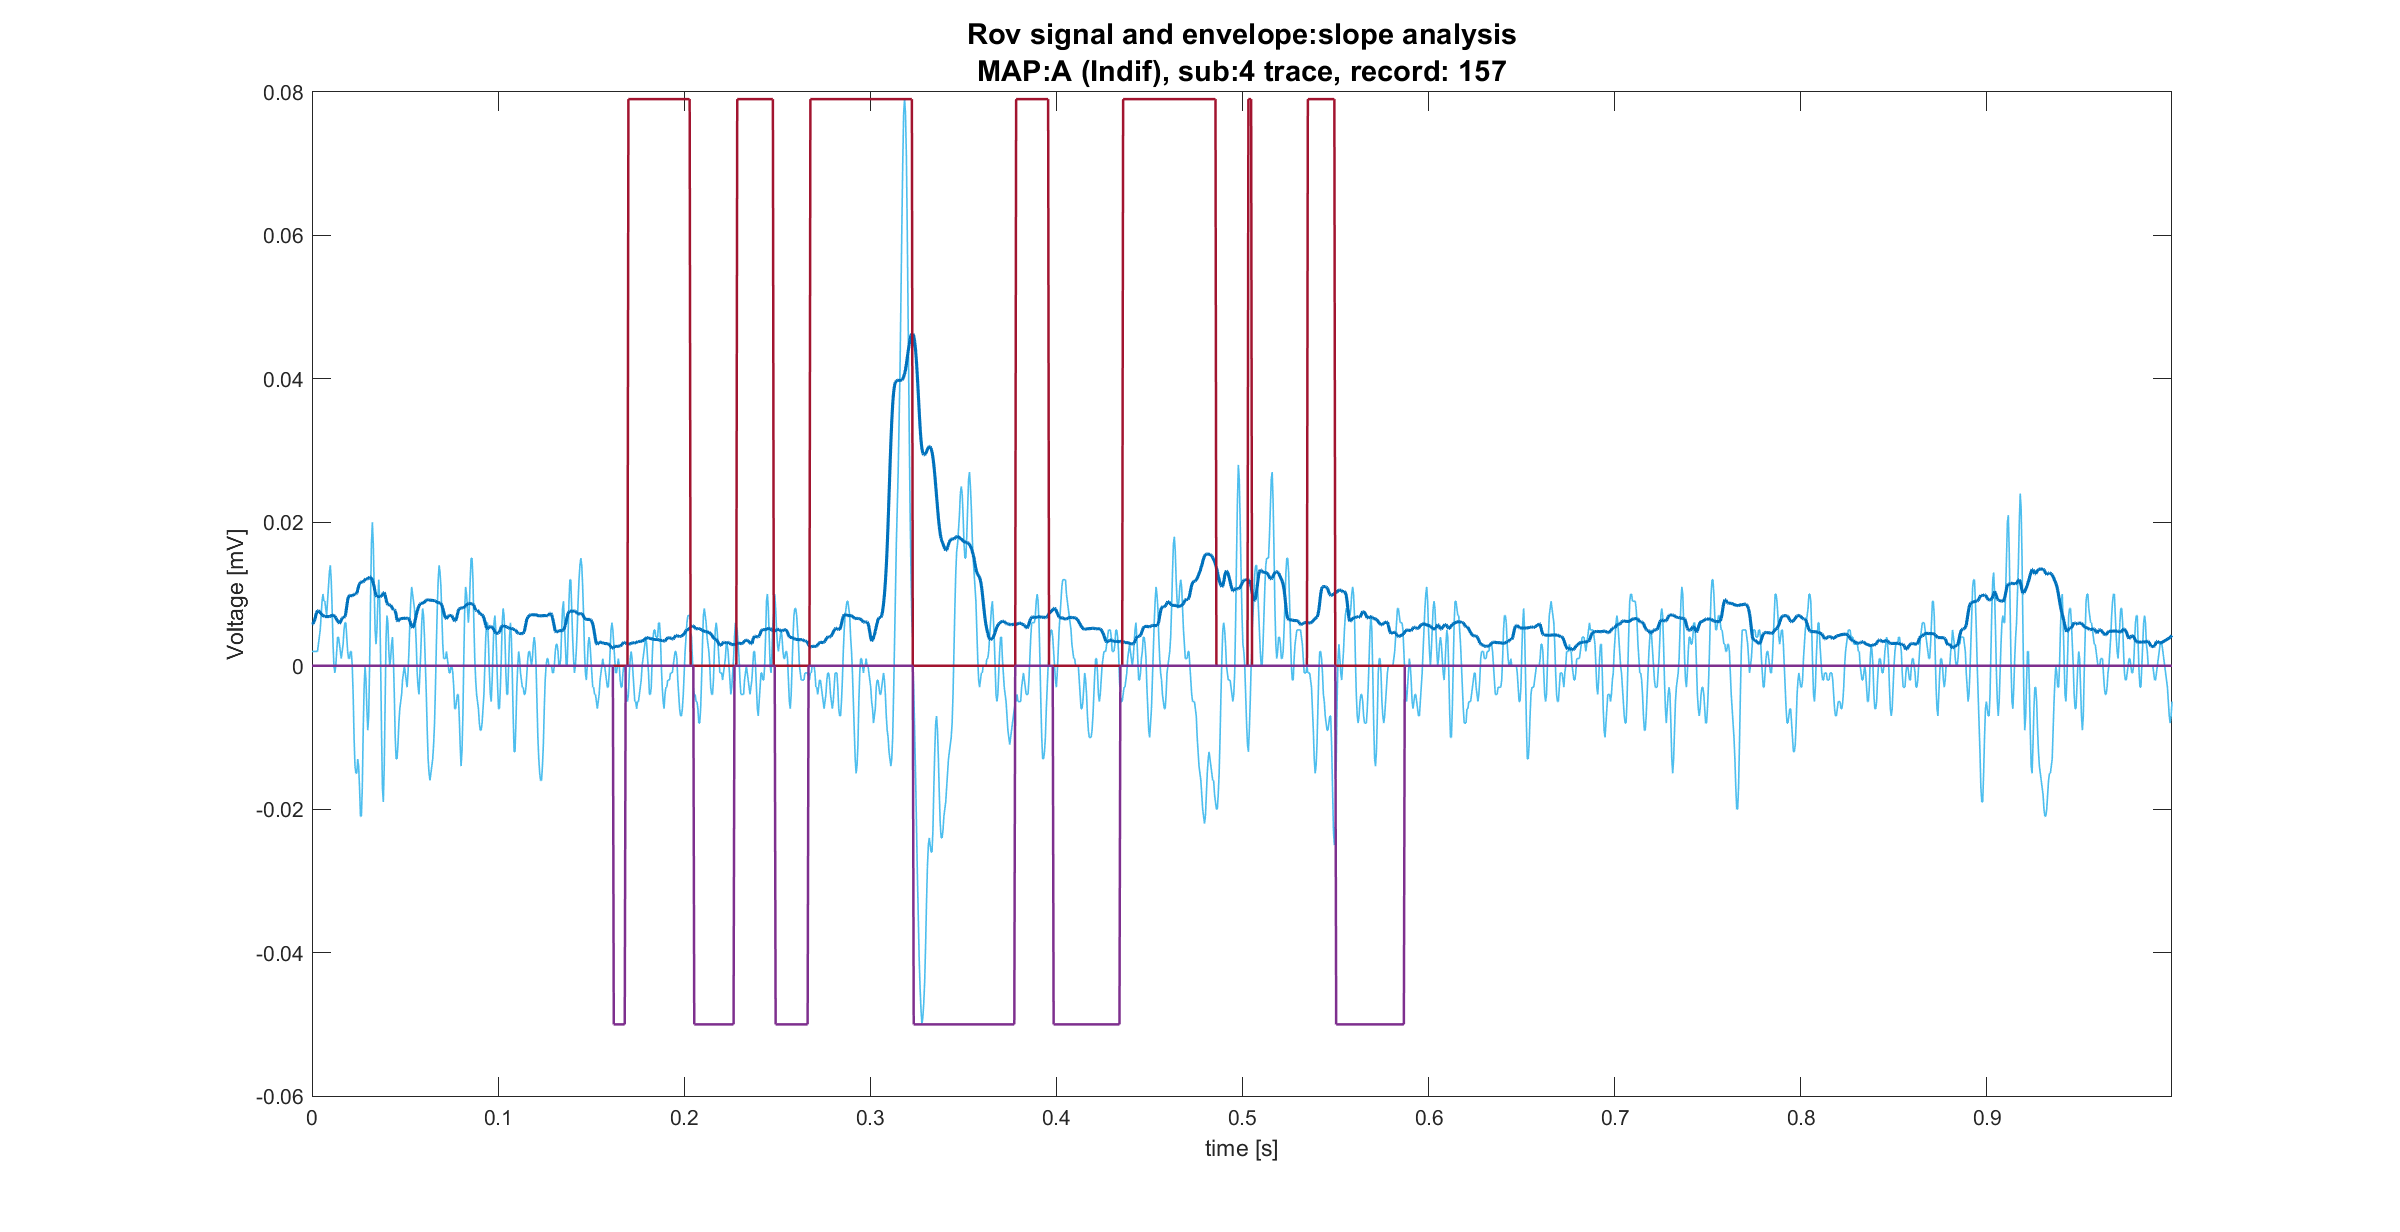 Rov signal and envelope:slope analysis
MAP:A (Indif), sub:4 trace, record: 157
0.08
0.06
0.04
0.02
0
-0.02
-0.04
-0.06
Voltage [mV]
0 0.1 0.2 0.3 0.4 0.5 0.6 0.7 0.8 0.9
time [s]